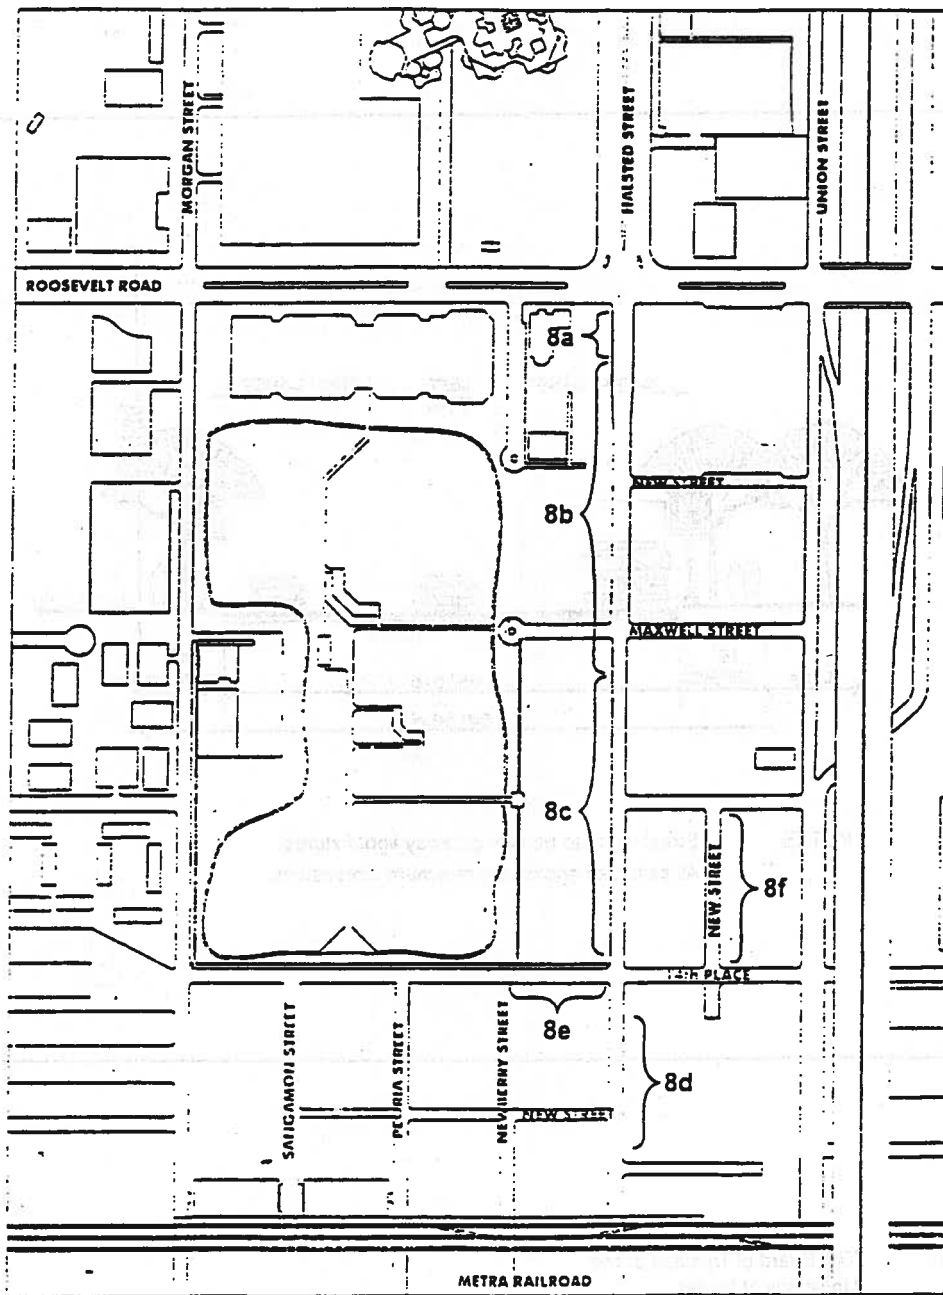 MORGAN STREET
HALSTED STREET
UNION STREET
ROOSEVELT ROAD
8a
NEW STREET
8b
MAXWELL STREET
8c
NEW STREET
8f
14th PLACE
8e
SANGAMON STREET
PEORIA STREET
NEWBERRY STREET
8d
NEW STREET
METRA RAILROAD